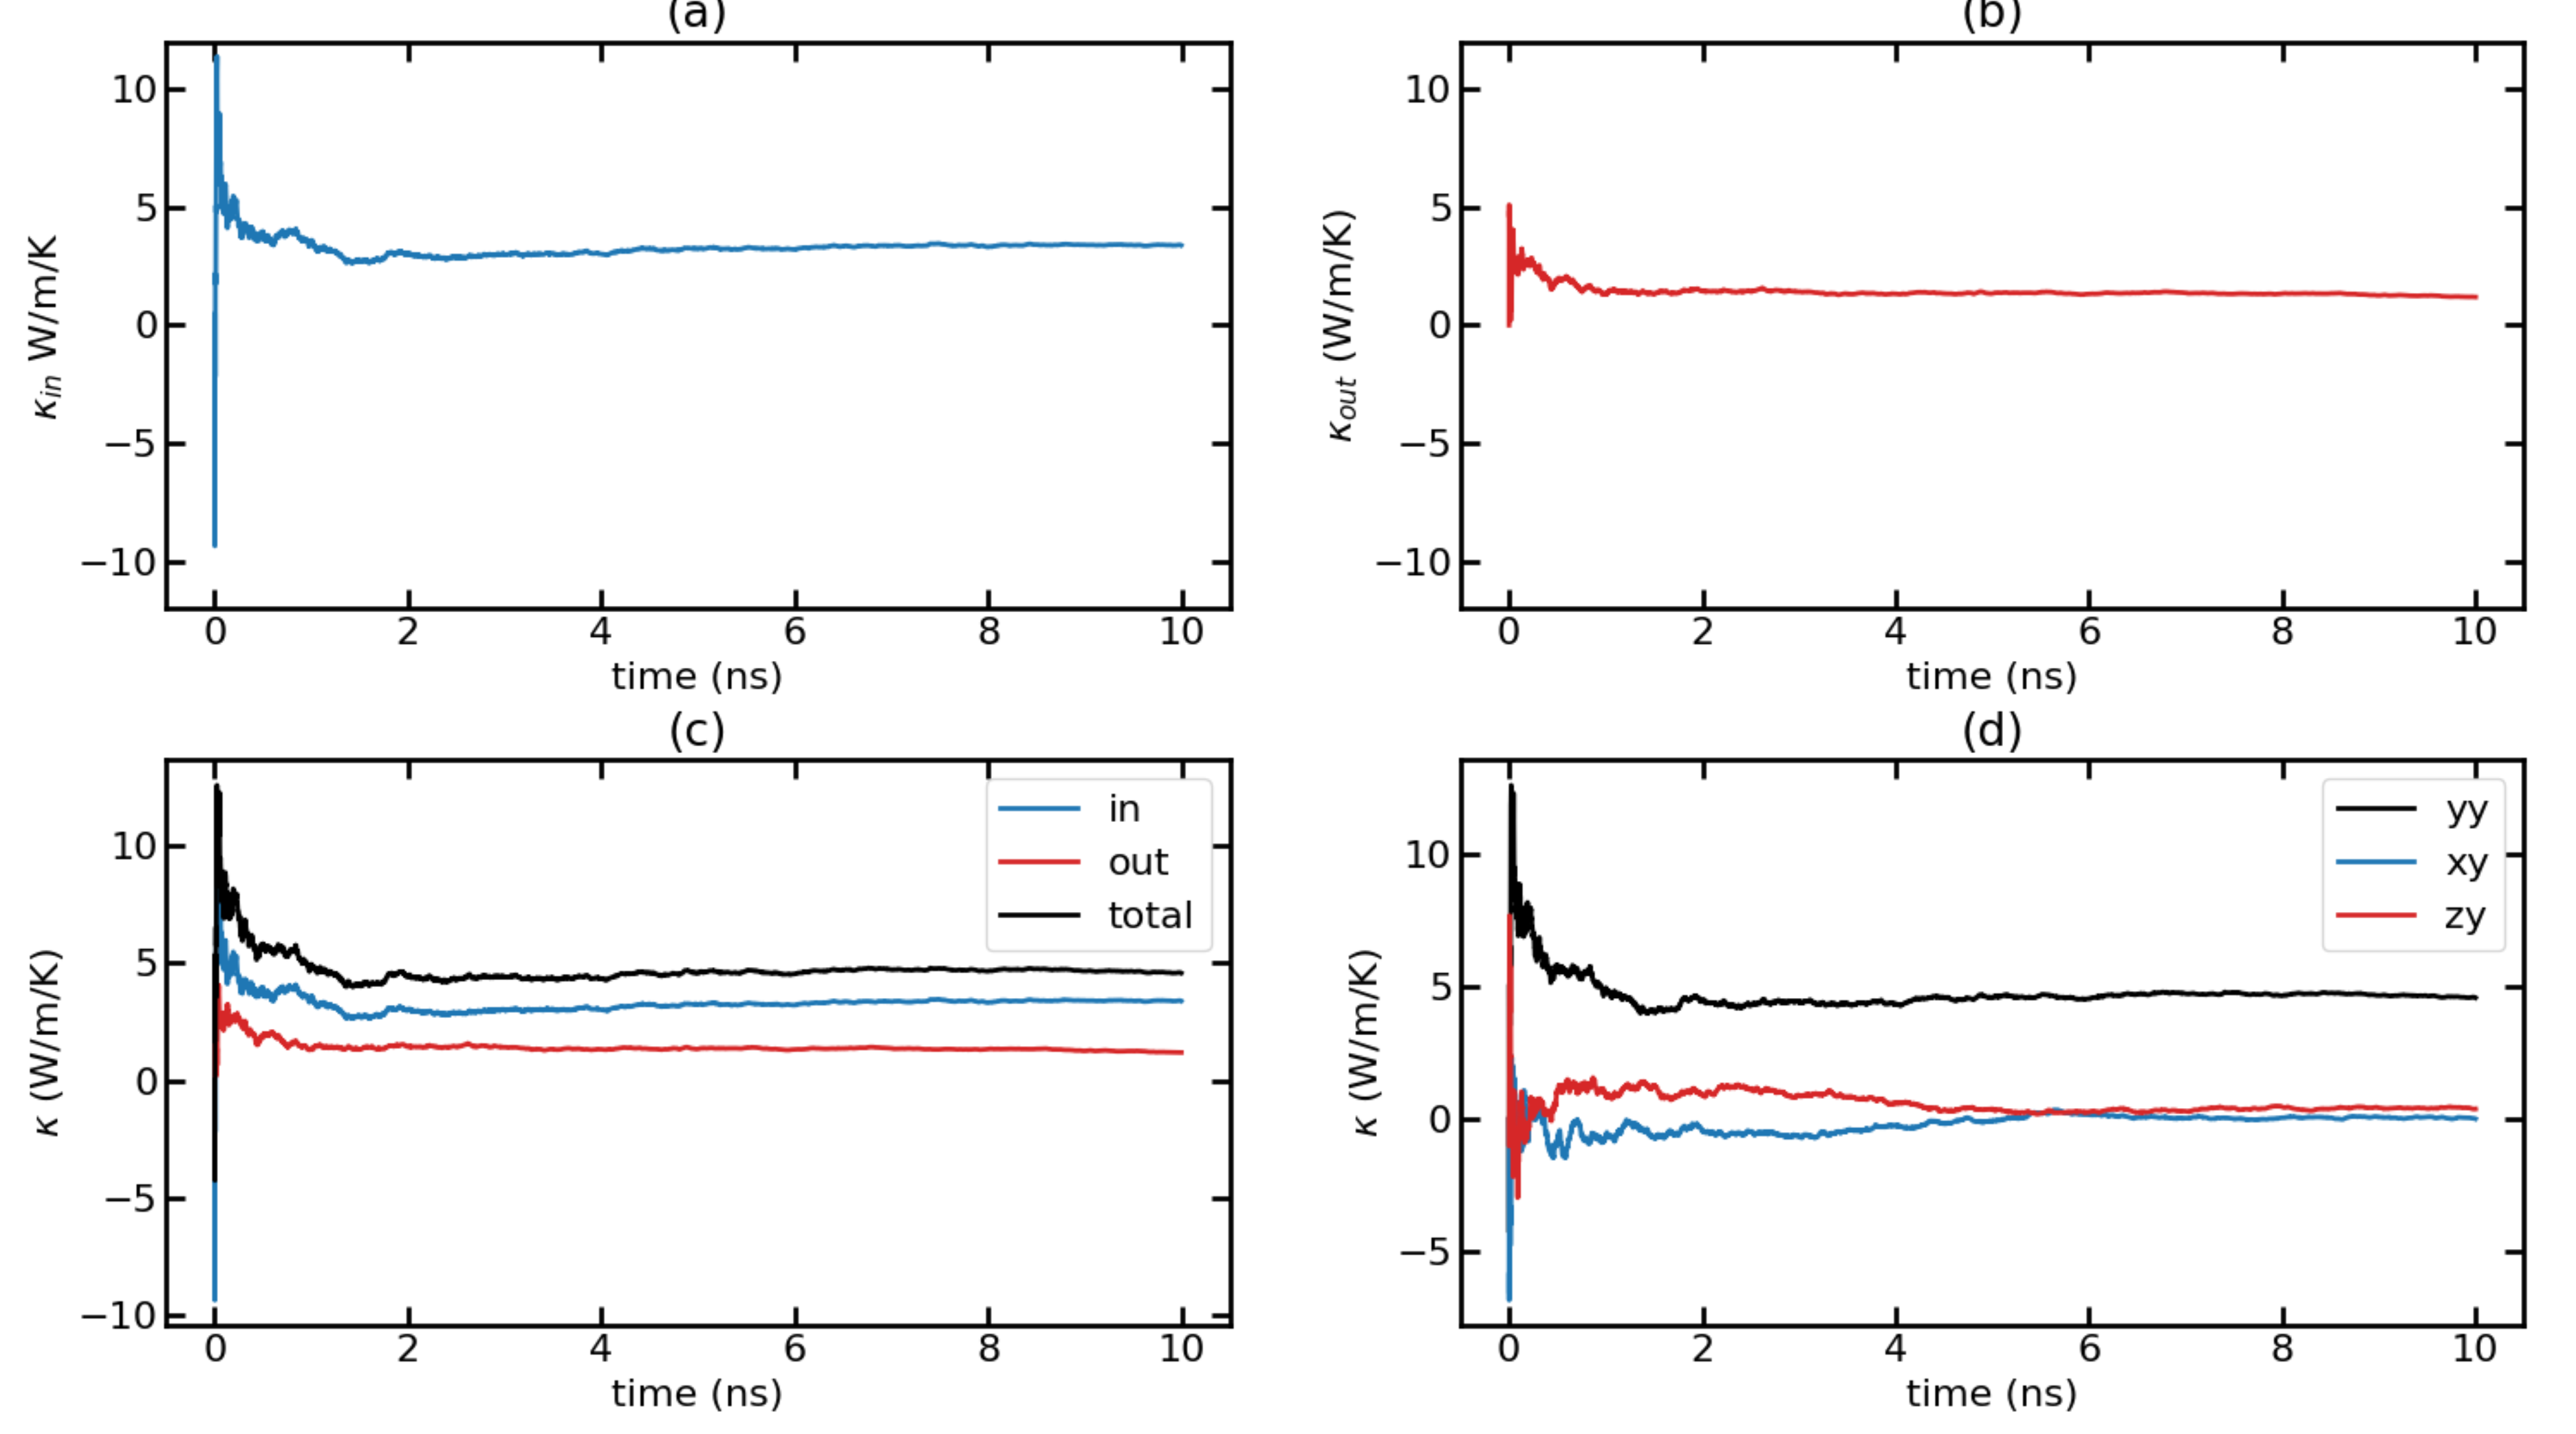 (a)
10
5
0
−5
−10
κin W/m/K
0 2 4 6 8 10
time (ns)
(b)
10
5
0
−5
−10
κout (W/m/K)
0 2 4 6 8 10
time (ns)
(c)
in
out
total
10
5
0
−5
−10
κ (W/m/K)
0 2 4 6 8 10
time (ns)
(d)
yy
xy
zy
10
5
0
−5
κ (W/m/K)
0 2 4 6 8 10
time (ns)